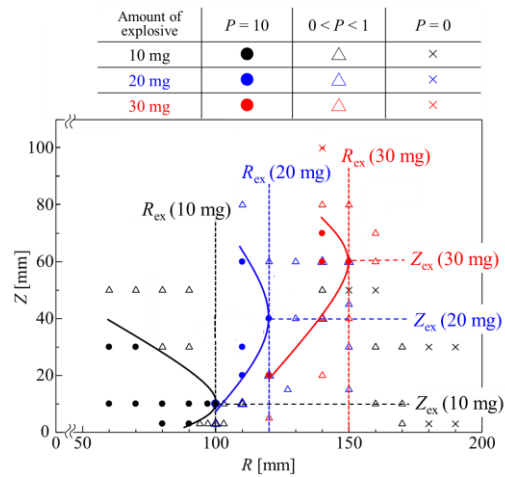 Amount of explosive P = 10 0 < P < 1 P = 0
10 mg
20 mg
30 mg
R_ex (30 mg)
R_ex (20 mg)
R_ex (10 mg)
Z_ex (30 mg)
Z_ex (20 mg)
Z_ex (10 mg)
Z [mm]
100
80
60
40
20
10
0
0 50 100 150 200
R [mm]